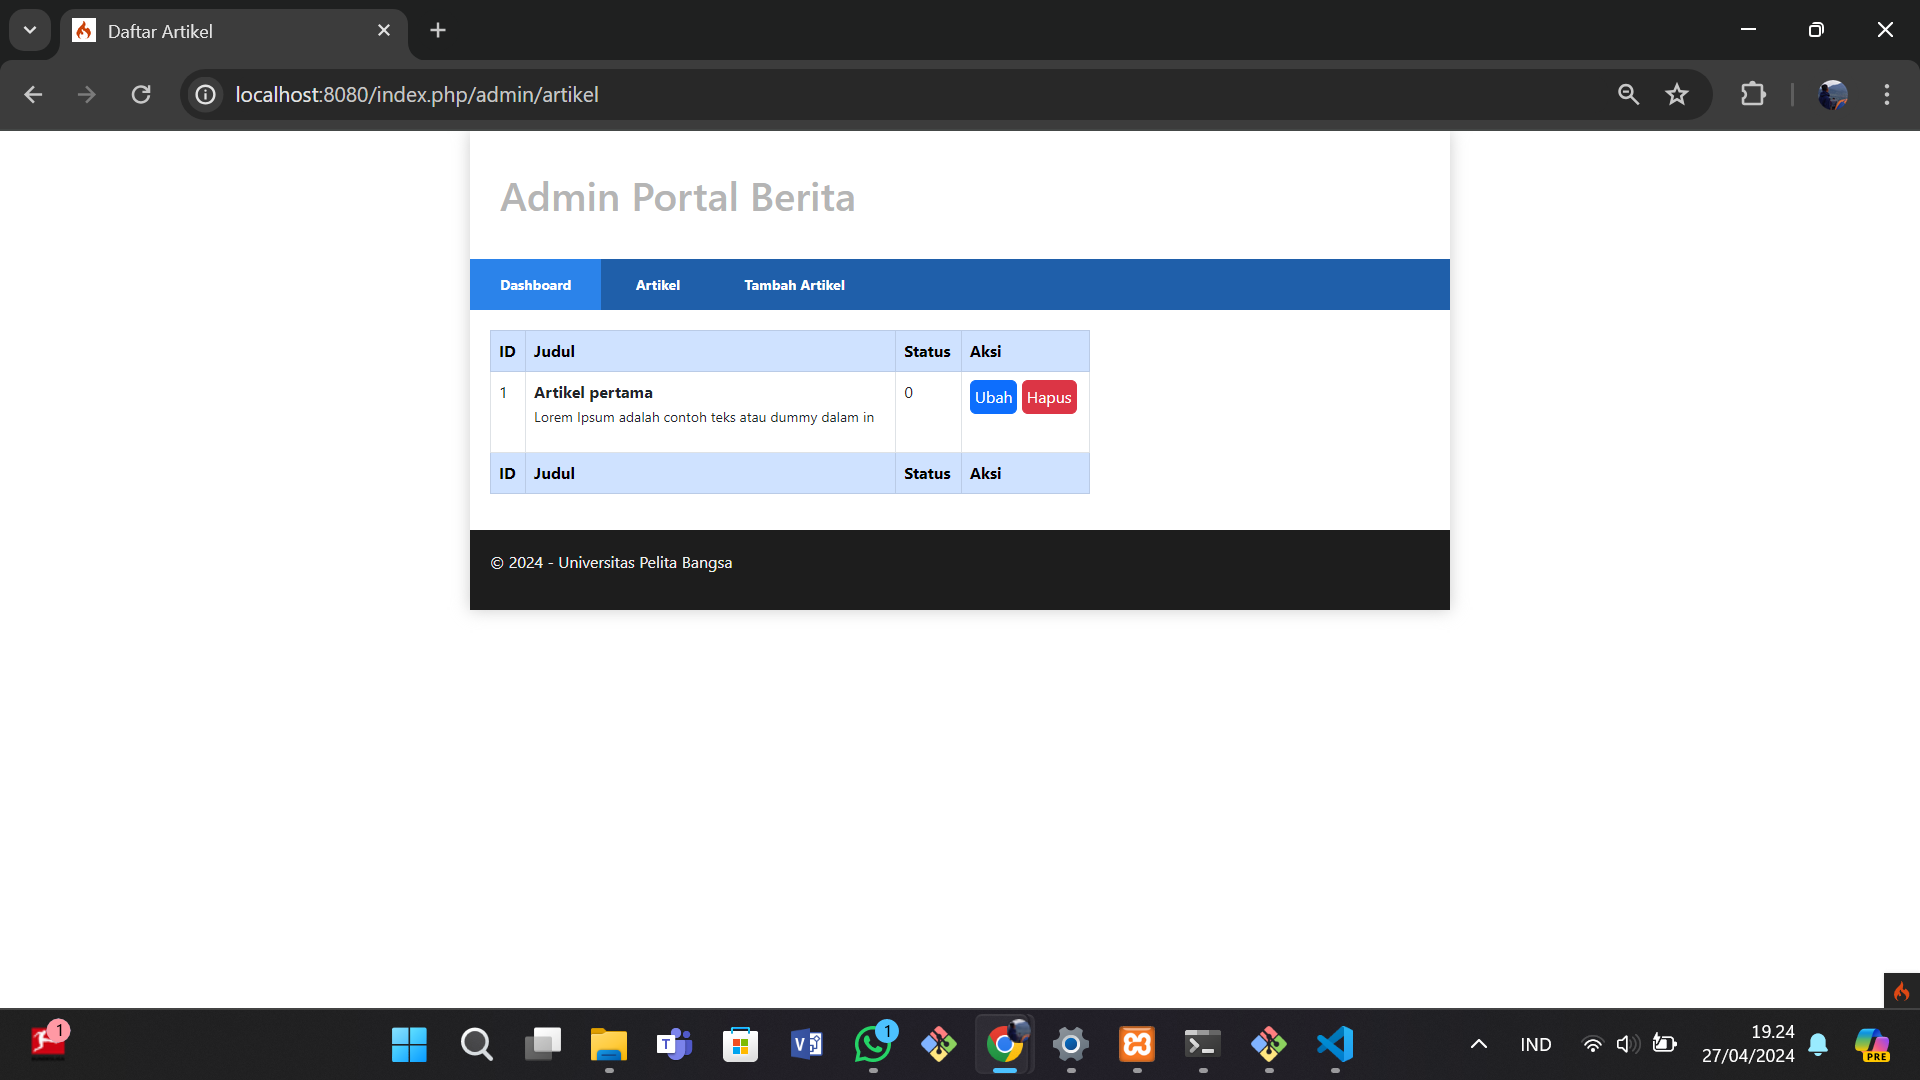 Daftar Artikel
localhost:8080/index.php/admin/artikel
Admin Portal Berita
Dashboard Artikel Tambah Artikel
ID Judul Status Aksi
1 Artikel pertama 0 Ubah Hapus
Lorem Ipsum adalah contoh teks atau dummy dalam in
ID Judul Status Aksi
© 2024 - Universitas Pelita Bangsa
1
T
V
1
IND
19.24
27/04/2024
PRE